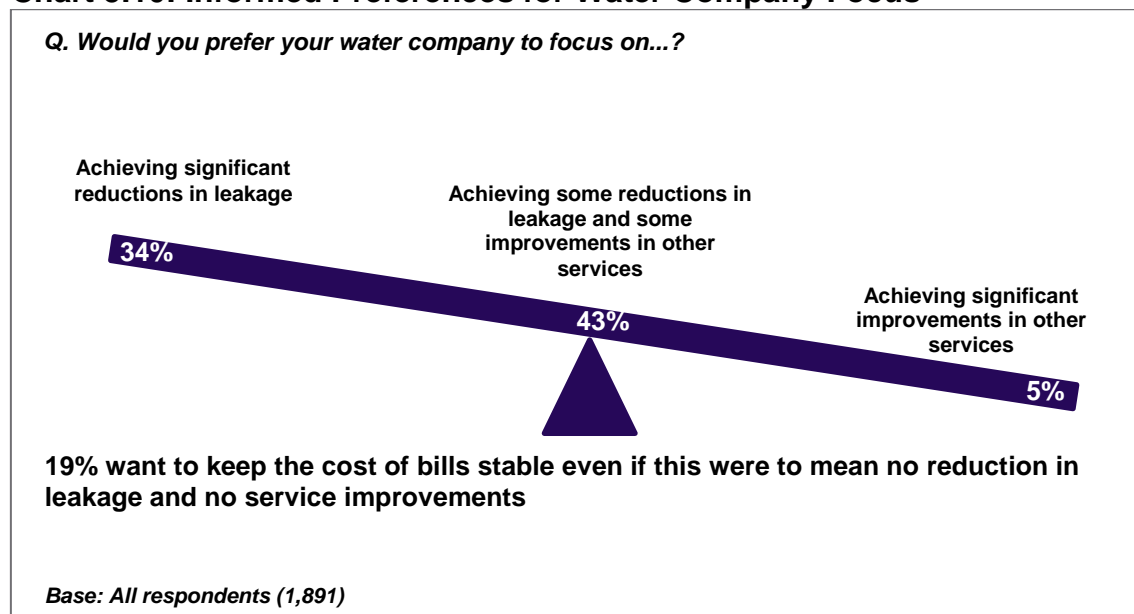 Q. Would you prefer your water company to focus on...?
Achieving significant
reductions in leakage
34%
Achieving some reductions in
leakage and some
improvements in other
services
43%
Achieving significant
improvements in other
services
5%
19% want to keep the cost of bills stable even if this were to mean no reduction in
leakage and no service improvements
Base: All respondents (1,891)